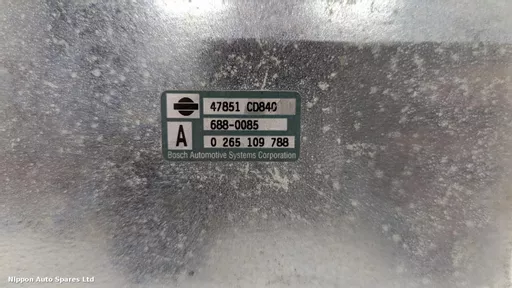 47851 CD840
688-0085
A
0 265 109 788
Bosch Automotive Systems Corporation
Nippon Auto Spares Ltd